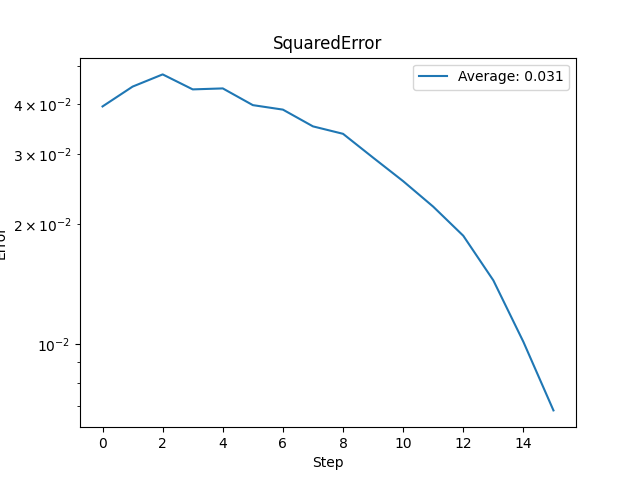 SquaredError
Average: 0.031
4 × 10⁻²
3 × 10⁻²
2 × 10⁻²
10⁻²
Error
0 2 4 6 8 10 12 14
Step